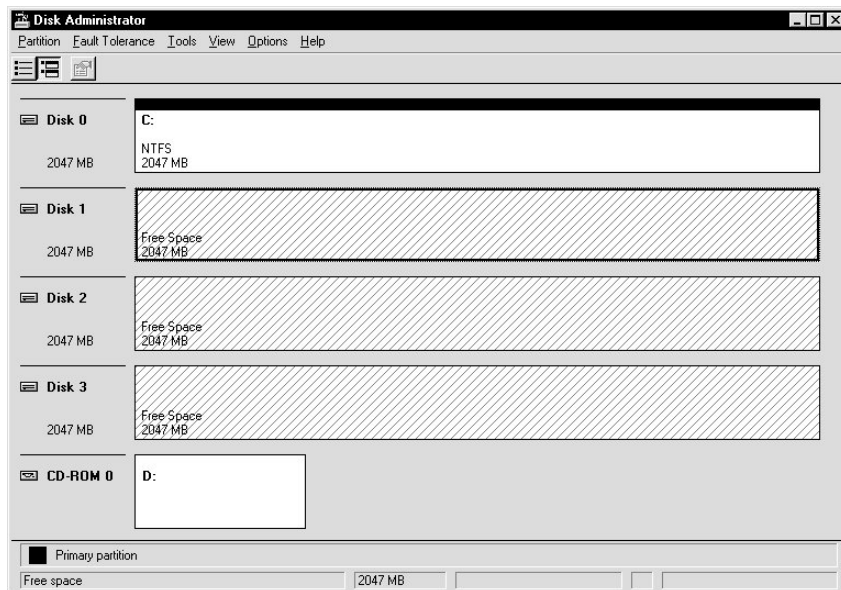 Disk Administrator
Partition Fault Tolerance Tools View Options Help
Disk 0
2047 MB
C:
NTFS
2047 MB
Disk 1
2047 MB
Free Space
2047 MB
Disk 2
2047 MB
Free Space
2047 MB
Disk 3
2047 MB
Free Space
2047 MB
CD-ROM 0
D:
Primary partition
Free space 2047 MB